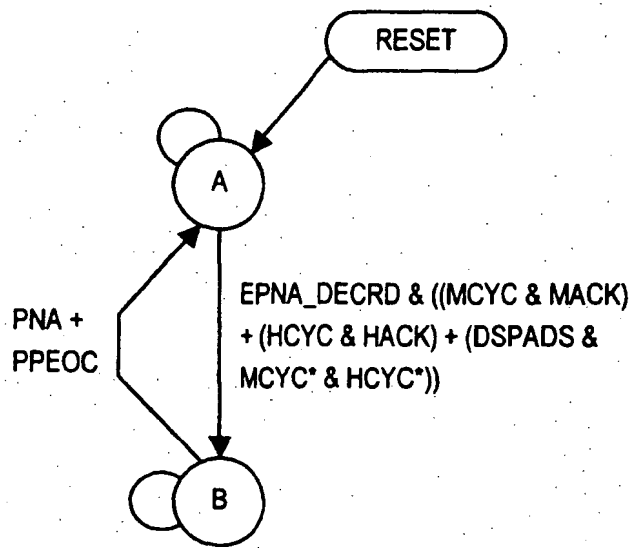 RESET
A
EPNA_DECRD & ((MCYC & MACK)
+ (HCYC & HACK) + (DSPADS &
MCYC* & HCYC*))
PNA +
PPEOC
B